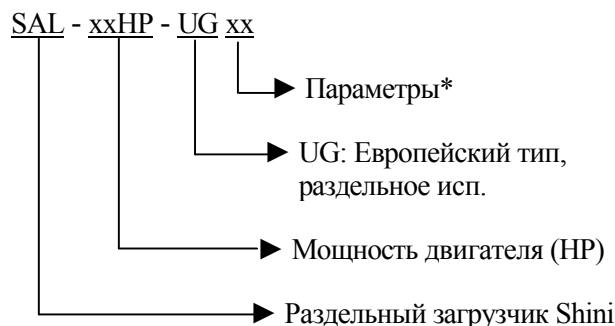 SAL - xxHP - UG xx
Параметры*
UG: Европейский тип,
раздельное исп.
Мощность двигателя (HP)
Раздельный загрузчик Shini